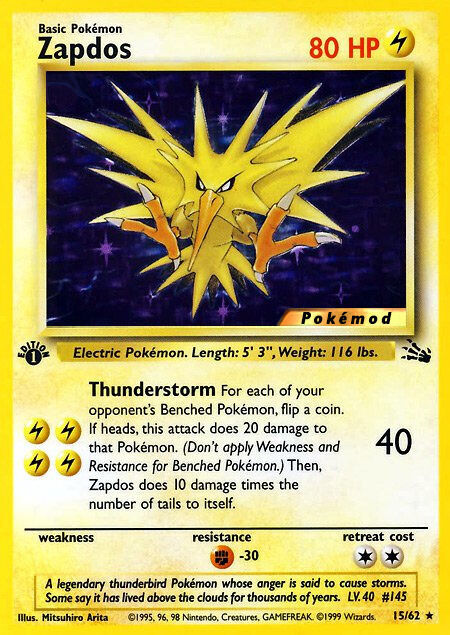 Basic Pokémon
Zapdos 80 HP
Pokémod
EDITION 1
Electric Pokémon. Length: 5' 3", Weight: 116 lbs.
Thunderstorm For each of your
opponent's Benched Pokémon, flip a coin.
If heads, this attack does 20 damage to
that Pokémon. (Don't apply Weakness and
Resistance for Benched Pokémon.) Then,
Zapdos does 10 damage times the
number of tails to itself.
40
weakness resistance retreat cost
-30
A legendary thunderbird Pokémon whose anger is said to cause storms.
Some say it has lived above the clouds for thousands of years. LV. 40 #145
Illus. Mitsuhiro Arita ©1995, 96, 98 Nintendo, Creatures, GAMEFREAK. ©1999 Wizards. 15/62